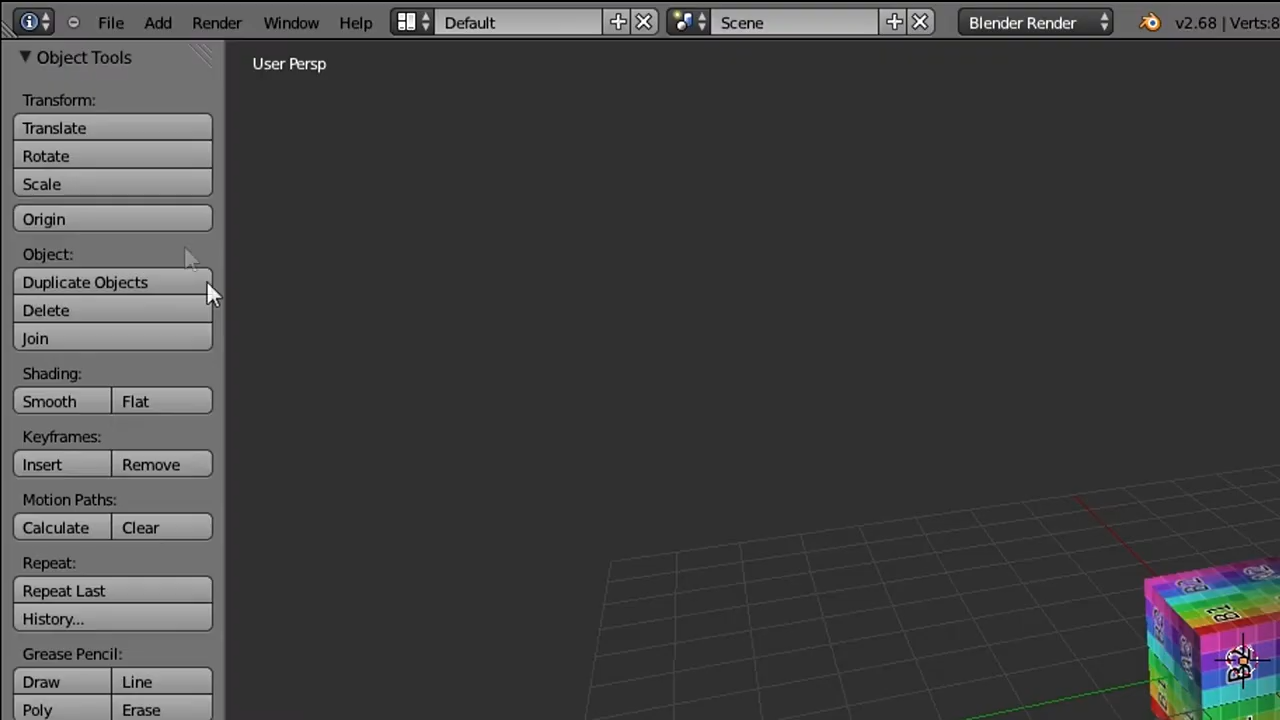 File Add Render Window Help Default Scene Blender Render v2.68 | Verts:8
Object Tools
User Persp
Transform:
Translate
Rotate
Scale
Origin
Object:
Duplicate Objects
Delete
Join
Shading:
Smooth Flat
Keyframes:
Insert Remove
Motion Paths:
Calculate Clear
Repeat:
Repeat Last
History...
Grease Pencil:
Draw Line
Poly Erase
B2